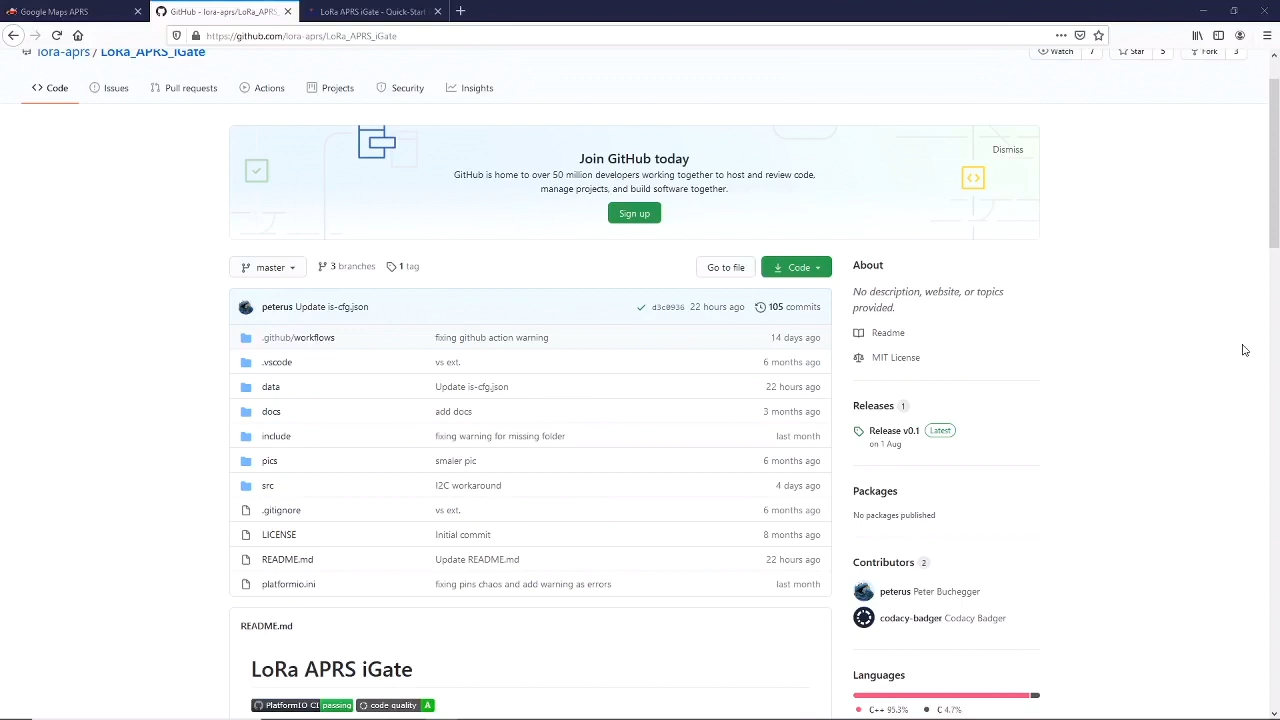 Google Maps APRS
GitHub - lora-aprs/LoRa_APRS_
LoRa APRS iGate - Quick-Start
https://github.com/lora-aprs/LoRa_APRS_iGate
lora-aprs / LoRa_APRS_iGate
Watch 7
Star 5
Fork 3
Code
Issues
Pull requests
Actions
Projects
Security
Insights
Join GitHub today
Dismiss
GitHub is home to over 50 million developers working together to host and review code,
manage projects, and build software together.
Sign up
master
3 branches
1 tag
Go to file
Code
peterus Update is-cfg.json d3c0936 22 hours ago 105 commits
.github/workflows fixing github action warning 14 days ago
.vscode vs ext. 6 months ago
data Update is-cfg.json 22 hours ago
docs add docs 3 months ago
include fixing warning for missing folder last month
pics smaler pic 6 months ago
src I2C workaround 4 days ago
.gitignore vs ext. 6 months ago
LICENSE Initial commit 8 months ago
README.md Update README.md 22 hours ago
platformio.ini fixing pins chaos and add warning as errors last month
README.md
LoRa APRS iGate
PlatformIO CI passing
code quality A
About
No description, website, or topics
provided.
Readme
MIT License
Releases 1
Release v0.1 Latest
on 1 Aug
Packages
No packages published
Contributors 2
peterus Peter Buchegger
codacy-badger Codacy Badger
Languages
C++ 95.3% C 4.7%